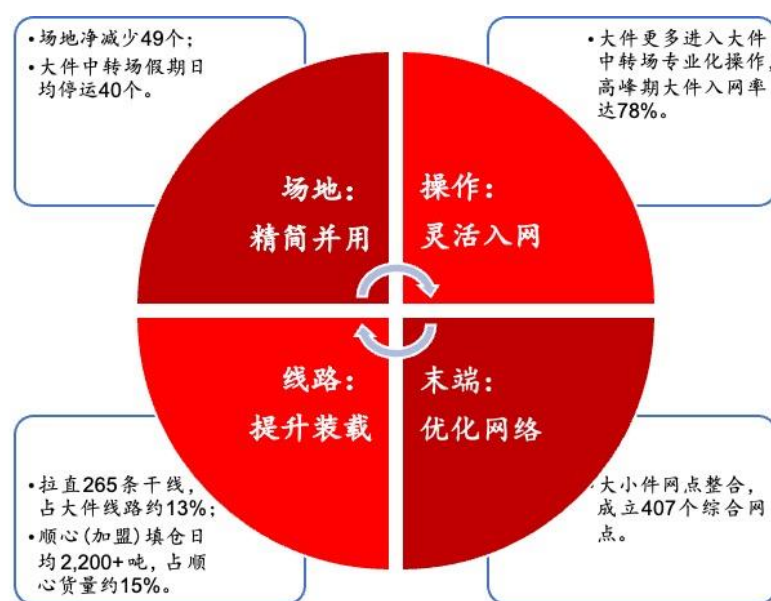 •场地净减少49个；
•大件中转场假期日
均停运40个。
•大件更多进入大件
中转场专业化操作，
高峰期大件入网率
达78%。
场地：
精简并用
操作：
灵活入网
线路：
提升装载
末端：
优化网络
•拉直265条干线，
占大件线路约13%；
•顺心(加盟)填仓日
均2,200+吨，占顺
心货量约15%。
•大小件网点整合，
成立407个综合网
点。